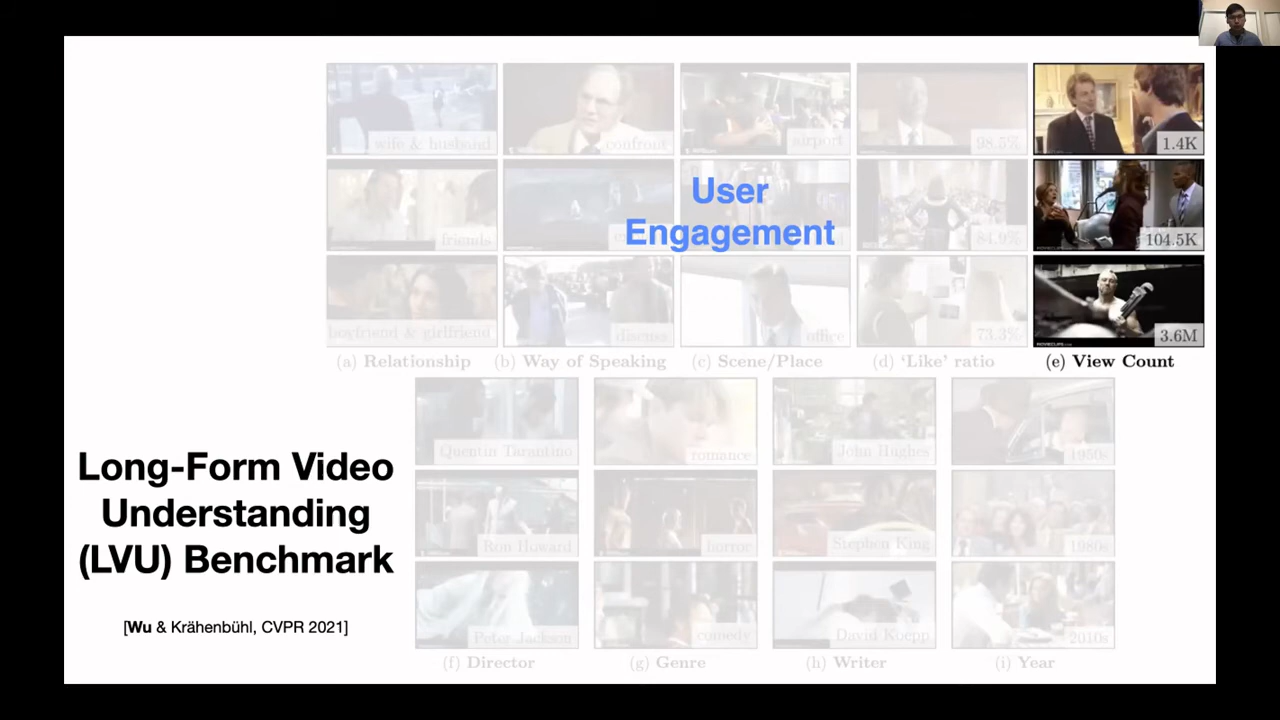 wife & husband
confront
airport
98.5%
1.4K
User
Engagement
friends
84.9%
104.5K
boyfriend & girlfriend
discuss
office
73.3%
3.6M
(a) Relationship
(b) Way of Speaking
(c) Scene/Place
(d) ‘Like’ ratio
(e) View Count
Long-Form Video
Understanding
(LVU) Benchmark
[Wu & Krähenbühl, CVPR 2021]
Quentin Tarantino
romance
John Hughes
1950s
Ron Howard
horror
Stephen King
1980s
Peter Jackson
comedy
David Koepp
2010s
(f) Director
(g) Genre
(h) Writer
(i) Year